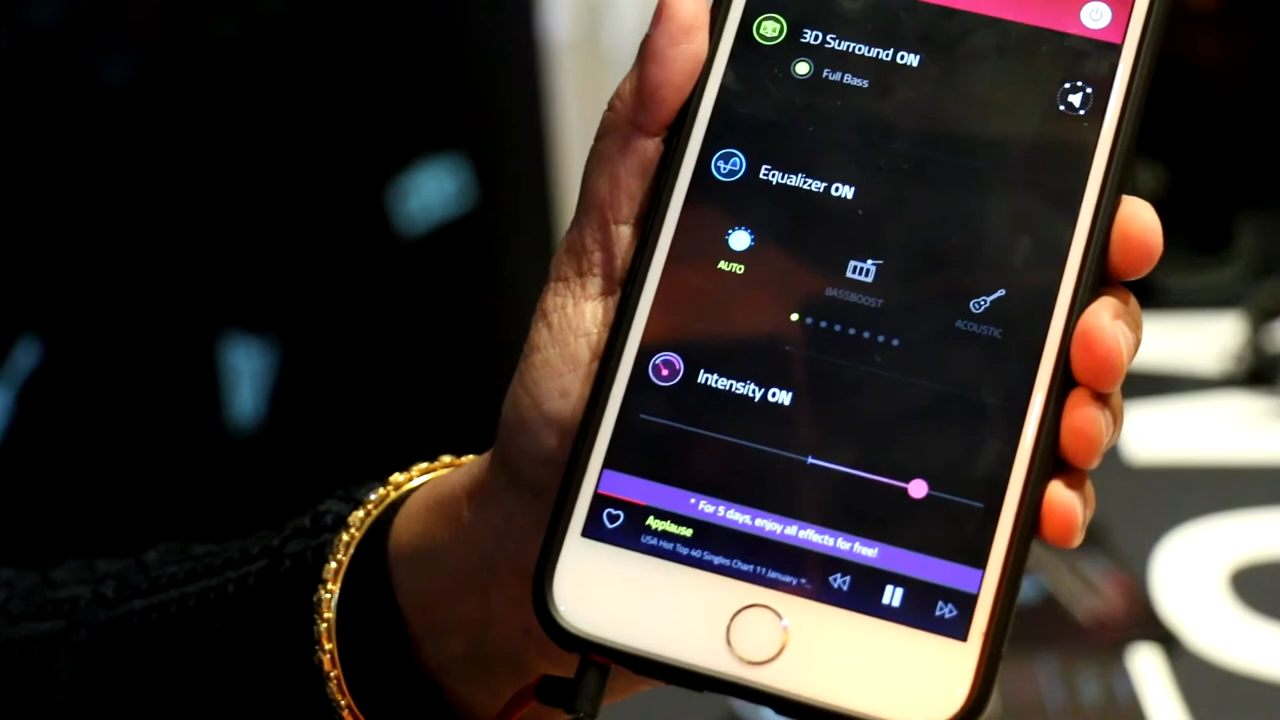 3D Surround ON
Full Bass
Equalizer ON
AUTO
BASSBOOST
ACOUSTIC
Intensity ON
* For 5 days, enjoy all effects for free!
Applause
USA Hot Top 40 Singles Chart 11 January